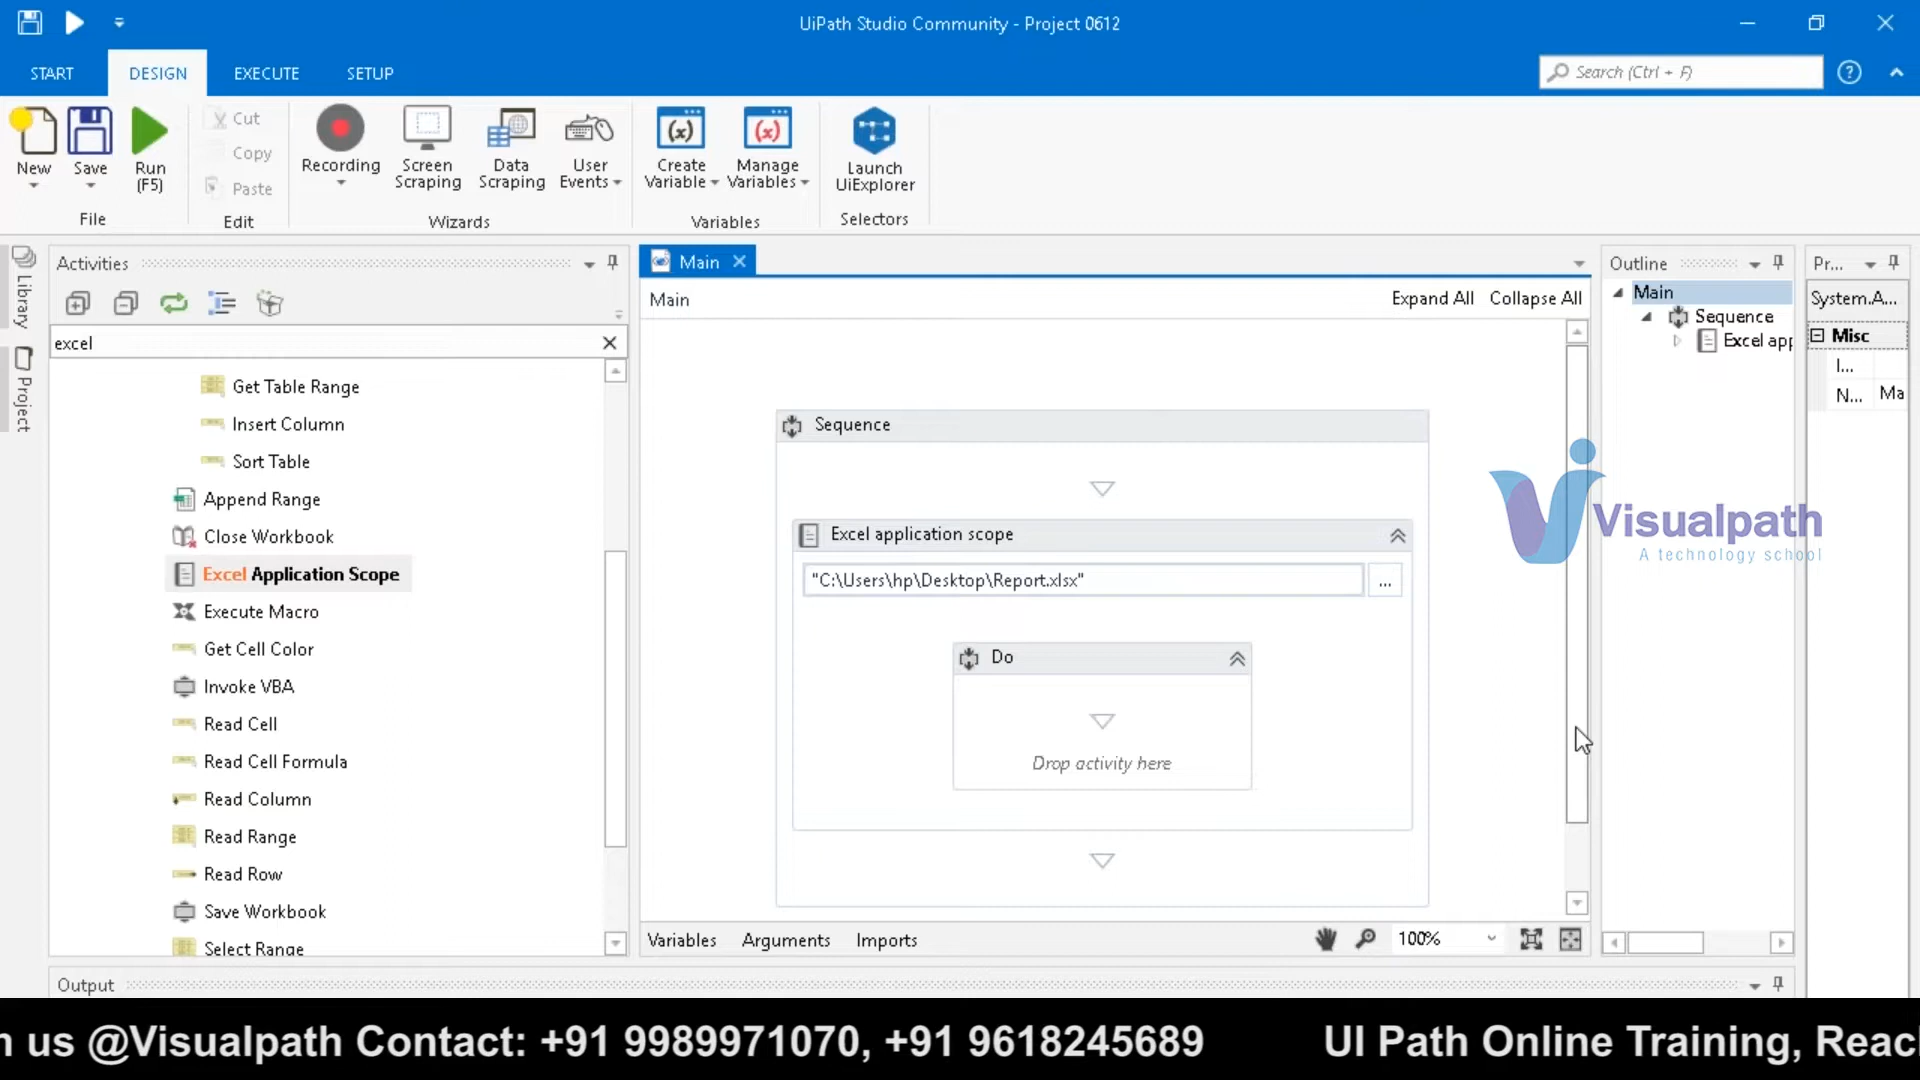 UiPath Studio Community - Project 0612
START
DESIGN
EXECUTE
SETUP
Search (Ctrl + F)
New
Save
Run
(F5)
File
Cut
Copy
Paste
Edit
Recording
Screen
Scraping
Data
Scraping
User
Events
Wizards
Create
Variable
Manage
Variables
Variables
Launch
UiExplorer
Selectors
Library
Project
Activities
excel
Get Table Range
Insert Column
Sort Table
Append Range
Close Workbook
Excel Application Scope
Execute Macro
Get Cell Color
Invoke VBA
Read Cell
Read Cell Formula
Read Column
Read Range
Read Row
Save Workbook
Select Range
Main
Main
Expand All
Collapse All
Sequence
Excel application scope
"C:\Users\hp\Desktop\Report.xlsx"
...
Do
Drop activity here
Variables
Arguments
Imports
100%
Outline
Main
Sequence
Excel app
Pr...
System.A...
Misc
I...
N...
Ma
Visualpath
A technology school
Output
n us @Visualpath Contact: +91 9989971070, +91 9618245689
UI Path Online Training, Reac